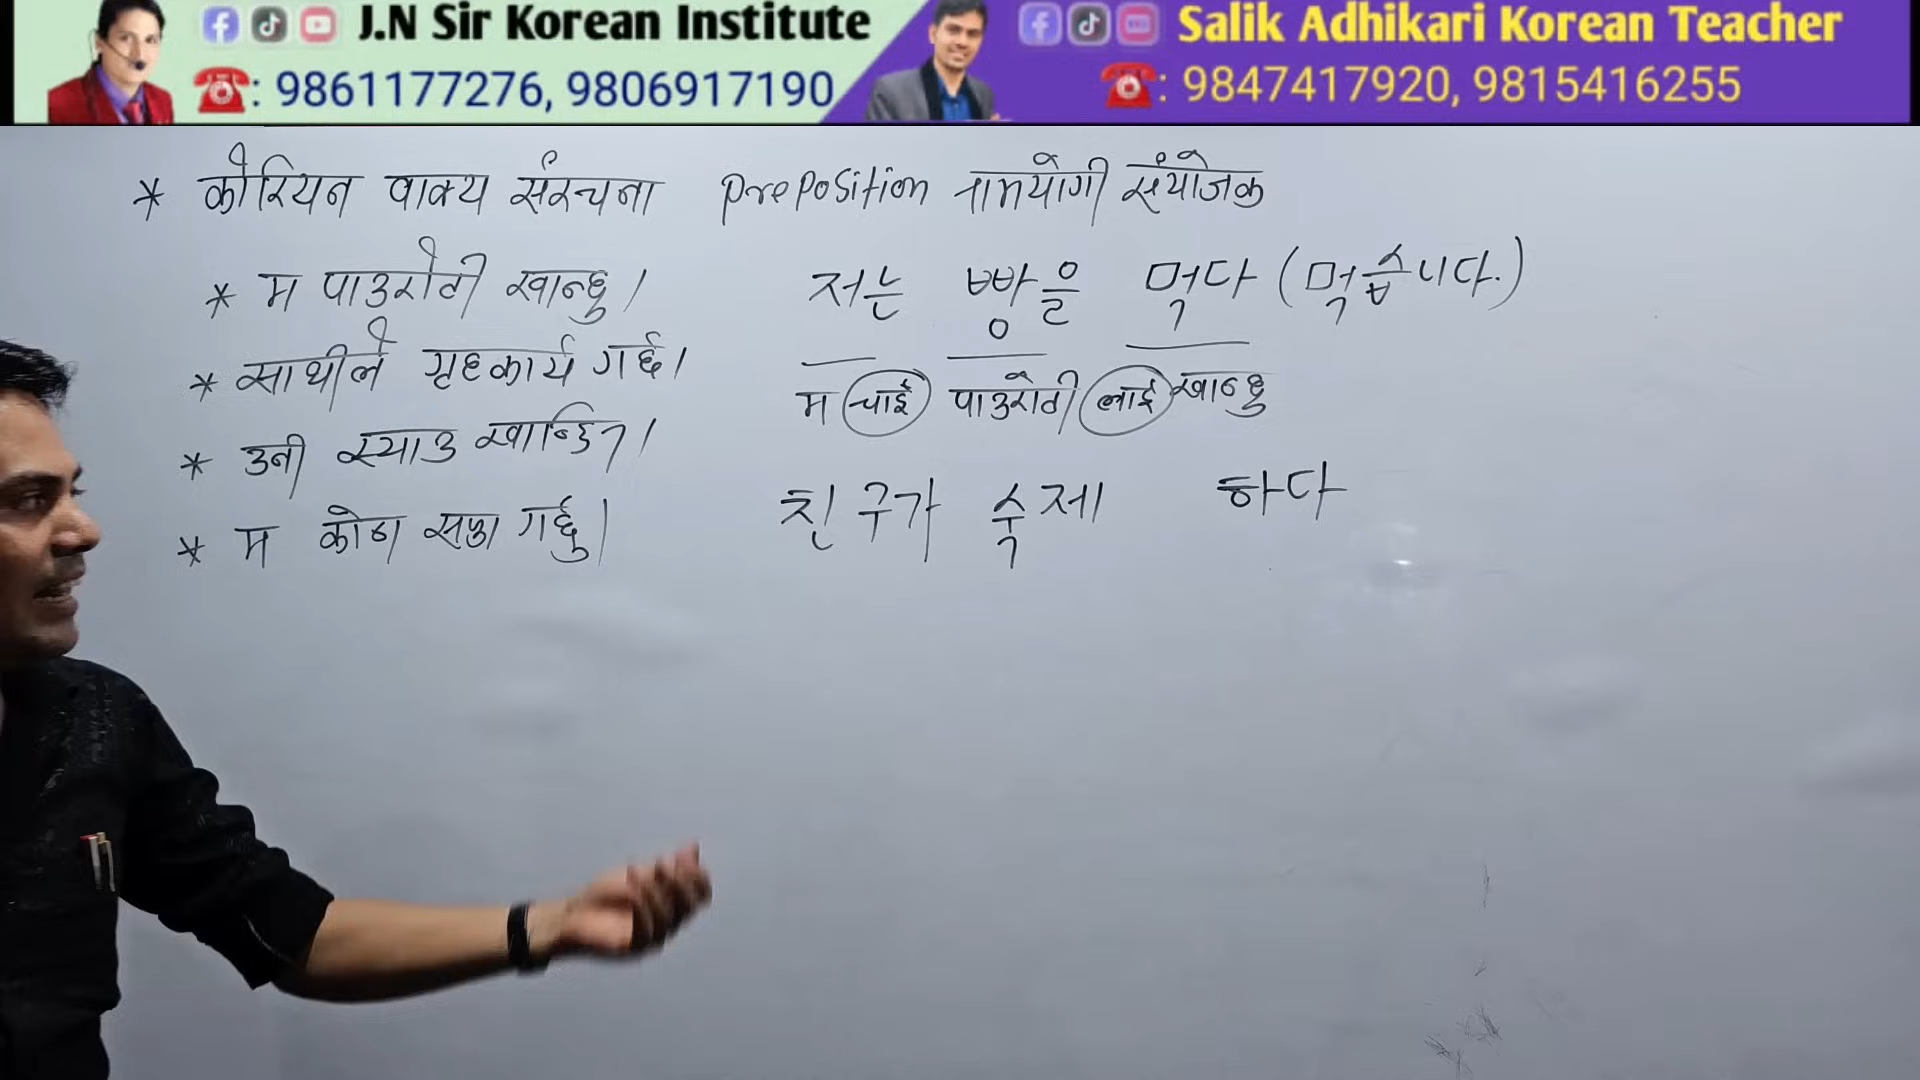 J.N Sir Korean Institute
: 9861177276, 9806917190
Salik Adhikari Korean Teacher
: 9847417920, 9815416255
* कोरियन वाक्य संरचना preposition नामयोगी संयोजक
* म पाउरोटी खान्छु।
* साथीले गृहकार्य गर्छ।
* उनी स्याउ खान्छिन्।
* म कोठा सफा गर्छु।
저는 빵을 먹다 (먹습니다.)
म चाई पाउरोटी लाई खान्छु
친구가 숙제 하다